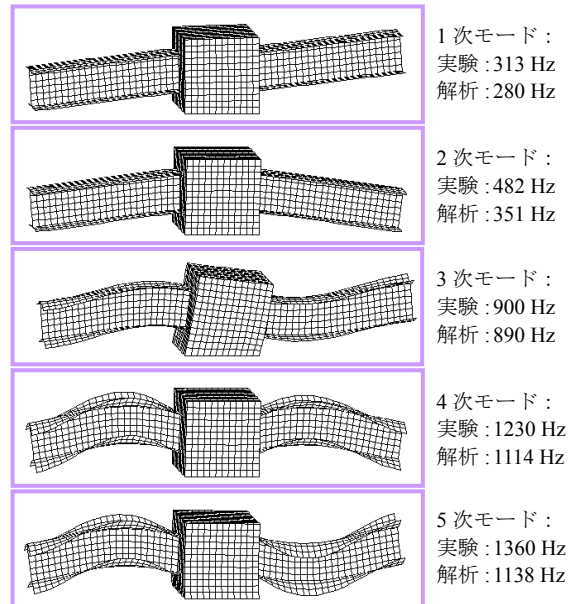 1 次モード：
実験 :313 Hz
解析 :280 Hz
2 次モード：
実験 :482 Hz
解析 :351 Hz
3 次モード：
実験 :900 Hz
解析 :890 Hz
4 次モード：
実験 :1230 Hz
解析 :1114 Hz
5 次モード：
実験 :1360 Hz
解析 :1138 Hz